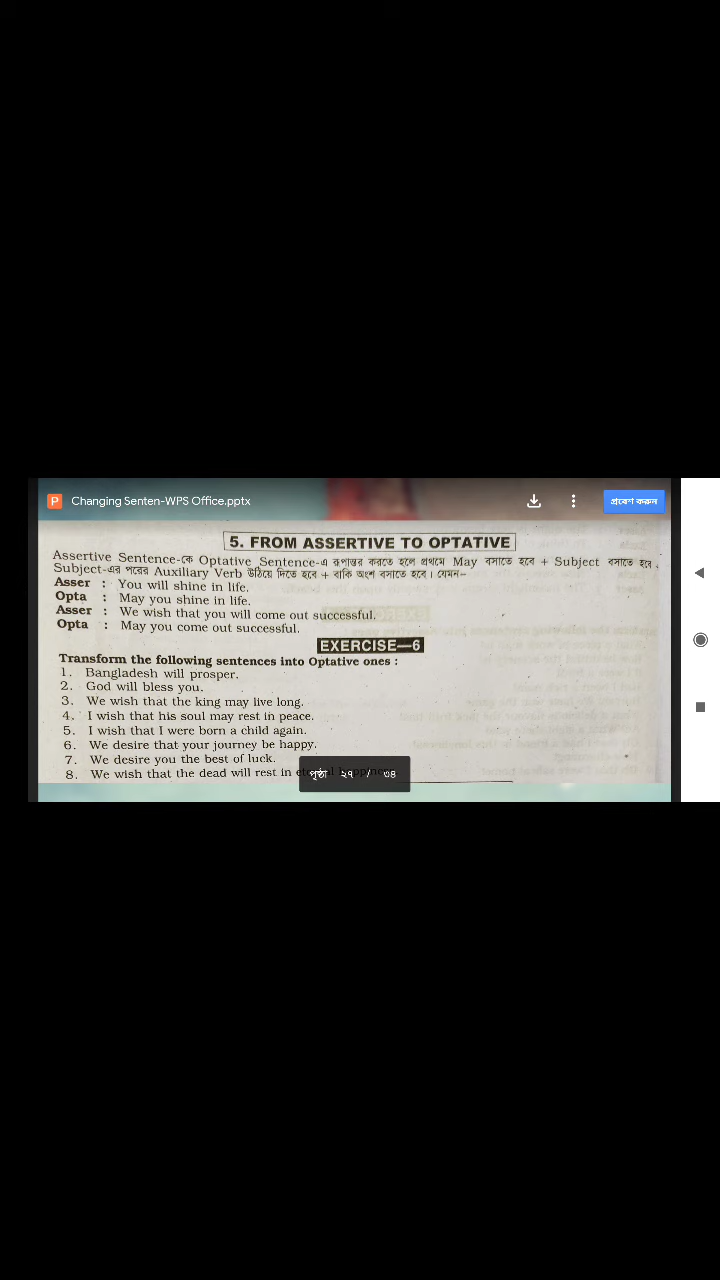 Changing Senten-WPS Office.pptx
প্রবেশ করুন
5. FROM ASSERTIVE TO OPTATIVE
Assertive Sentence-কে Optative Sentence-এ রূপান্তর করতে হলে প্রথমে May বসাতে হবে + Subject বসাতে হবে,
Subject-এর পরের Auxiliary Verb উঠিয়ে দিতে হবে + বাকি অংশ বসাতে হবে। যেমন–
Asser : You will shine in life.
Opta : May you shine in life.
Asser : We wish that you will come out successful.
Opta : May you come out successful.
EXERCISE—6
Transform the following sentences into Optative ones :
1. Bangladesh will prosper.
2. God will bless you.
3. We wish that the king may live long.
4. I wish that his soul may rest in peace.
5. I wish that I were born a child again.
6. We desire that your journey be happy.
7. We desire you the best of luck.
8. We wish that the dead will rest in
পৃষ্ঠা ২৭ / ৩৪